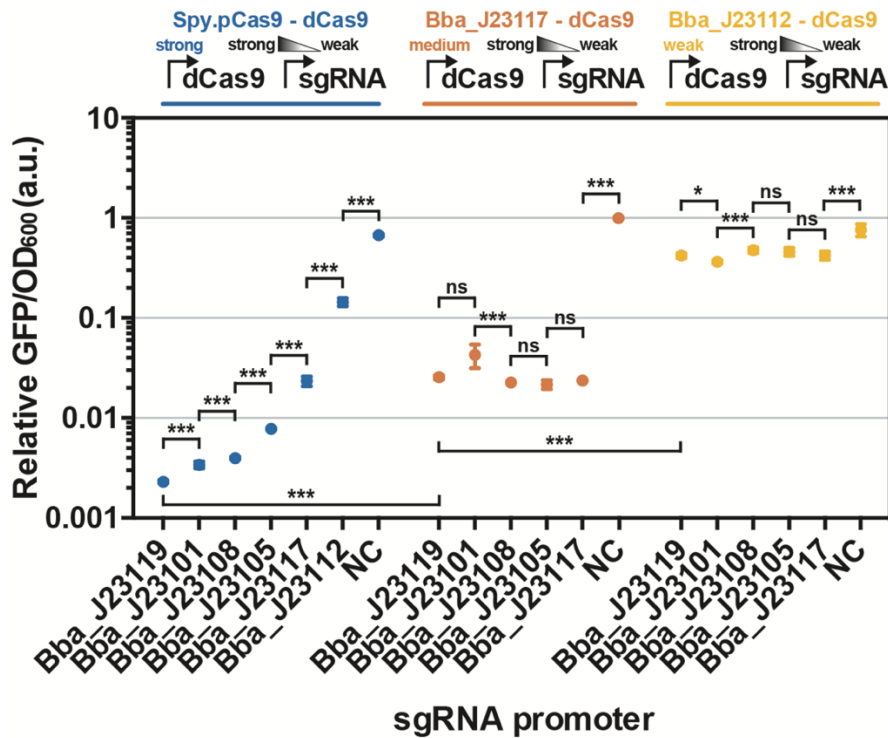 Spy.pCas9 - dCas9 Bba_J23117 - dCas9 Bba_J23112 - dCas9
strong strong weak medium strong weak weak strong weak
dCas9 sgRNA dCas9 sgRNA dCas9 sgRNA
Relative GFP/OD600 (a.u.)
10
1
0.1
0.01
0.001
***
***
***
***
***
***
***
ns
***
ns
ns
***
***
*
***
ns
ns
***
Bba_J23119
Bba_J23101
Bba_J23108
Bba_J23105
Bba_J23117
Bba_J23112
NC
Bba_J23119
Bba_J23101
Bba_J23108
Bba_J23105
Bba_J23117
NC
Bba_J23119
Bba_J23101
Bba_J23108
Bba_J23105
Bba_J23117
NC
sgRNA promoter